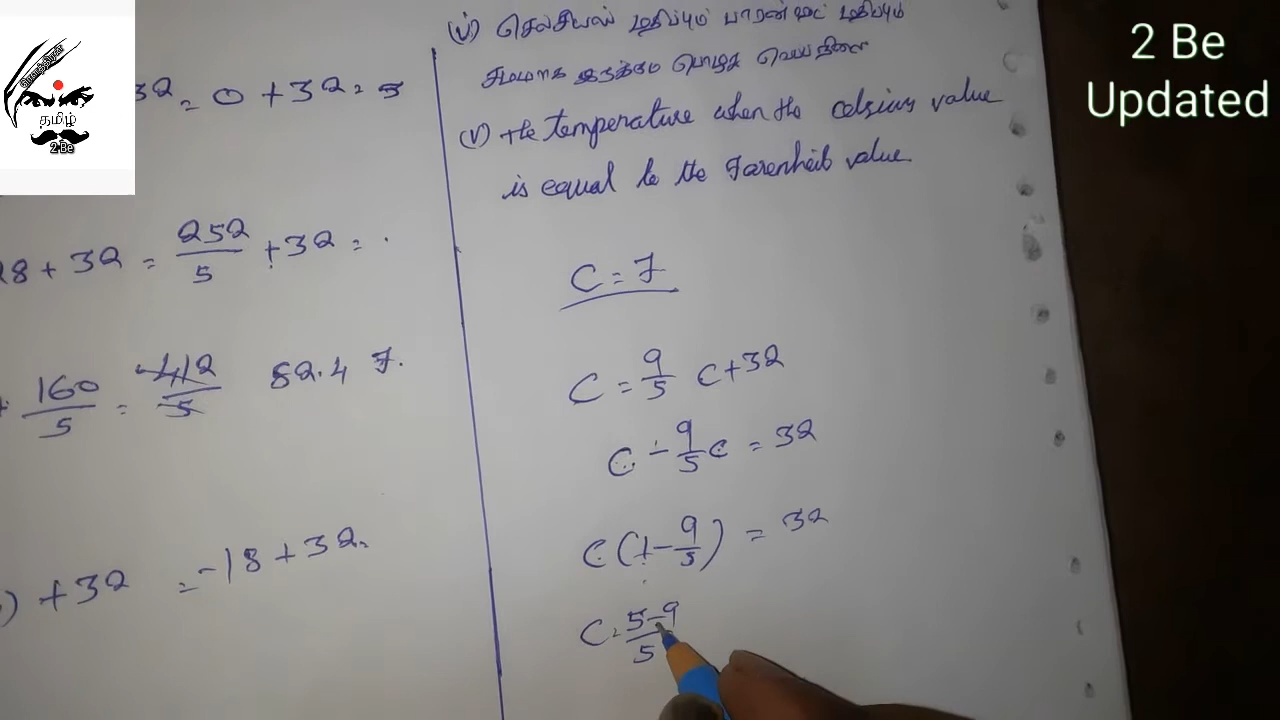 தமிழ்
2 Be
2 Be
Updated
32 = 0 + 32 = 3
28 + 32 = 252/5 + 32 =
160/5 = 412/5 82.4 F.
) + 32 = -18 + 32
(v) செல்சியஸ் மதிப்பும் பாரன்ஹீட் மதிப்பும்
சமமாக இருக்கும் பொழுது வெப்பநிலை
(v) the temperature when the celsius value
is equal to the Farenheit value.
C = F
C = 9/5 C + 32
C - 9/5 C = 32
C(1 - 9/5) = 32
C = 5-9/5